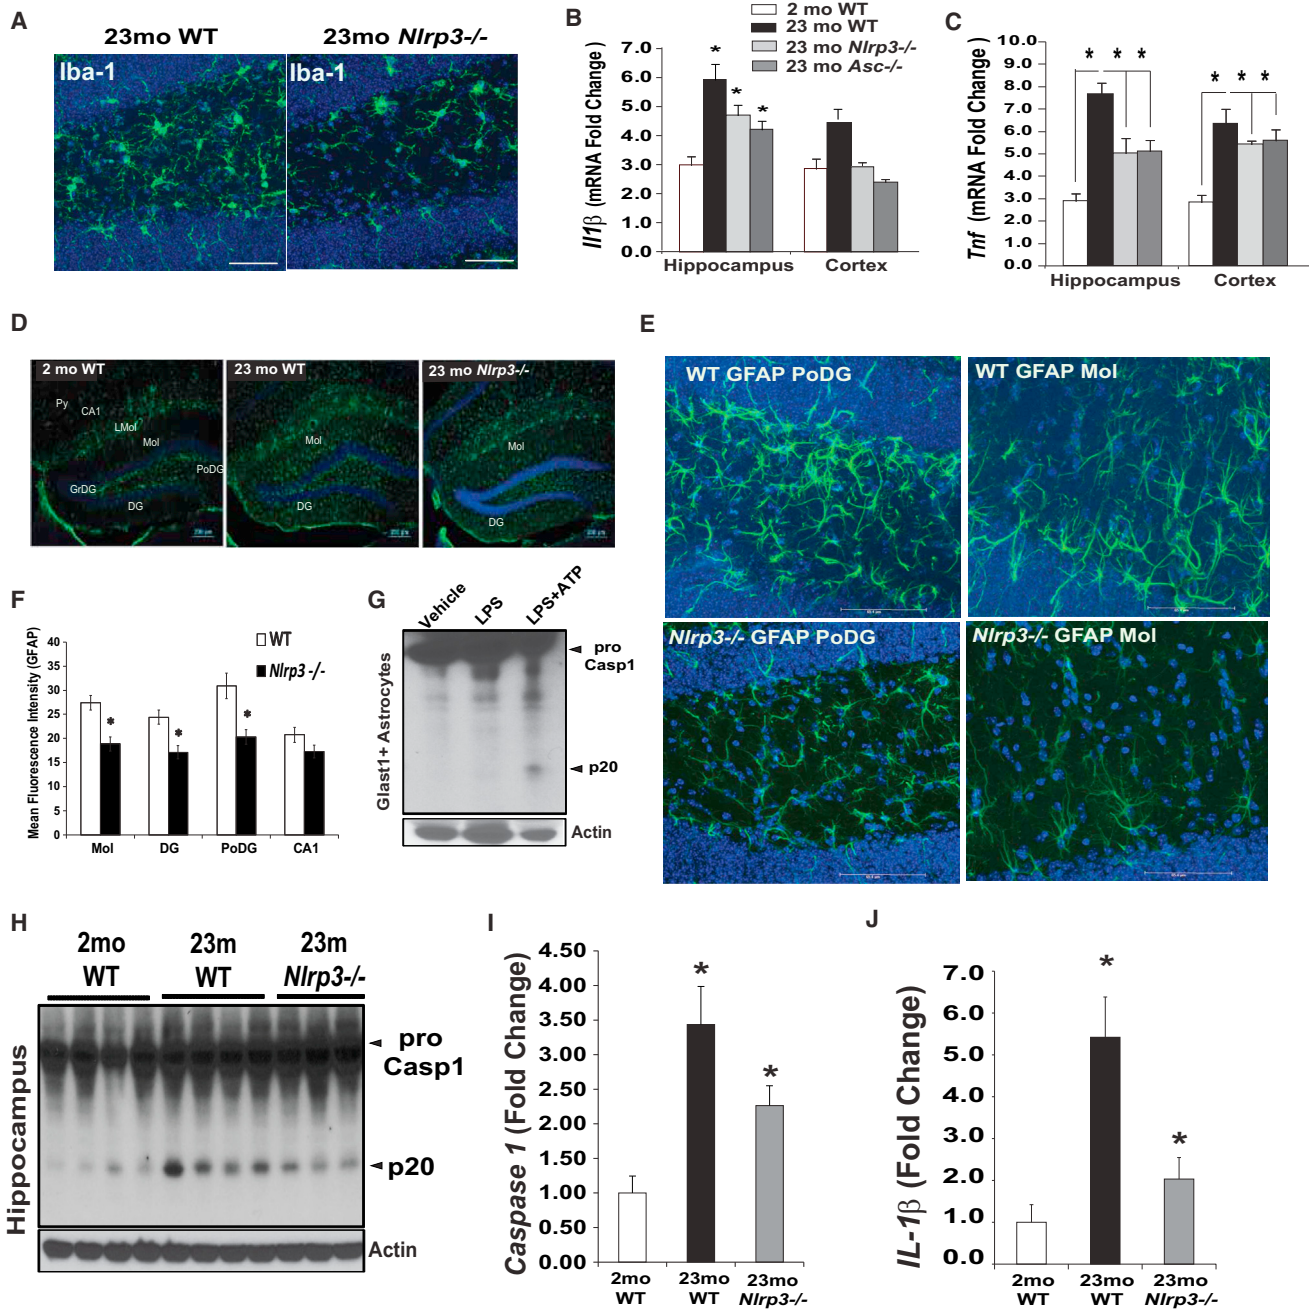 A
23mo WT
23mo Nlrp3-/-
Iba-1
Iba-1
B
2 mo WT
23 mo WT
23 mo Nlrp3-/-
23 mo Asc-/-
Il1β (mRNA Fold Change )
7.0
6.0
5.0
4.0
3.0
2.0
1.0
0.0
*
*
*
Hippocampus
Cortex
C
Tnf (mRNA Fold Change )
10.0
9.0
8.0
7.0
6.0
5.0
4.0
3.0
2.0
1.0
0.0
* * *
* * *
Hippocampus
Cortex
D
2 mo WT
Py
CA1
LMol
Mol
PoDG
GrDG
DG
23 mo WT
Mol
DG
23 mo Nlrp3-/-
Mol
DG
E
WT GFAP PoDG
WT GFAP Mol
Nlrp3-/- GFAP PoDG
Nlrp3-/- GFAP Mol
F
WT
Nlrp3 -/-
Mean Fluorescence Intensity (GFAP)
40
35
30
25
20
15
10
5
0
*
*
*
Mol
DG
PoDG
CA1
G
Vehicle
LPS
LPS+ATP
Glast1+ Astrocytes
pro
Casp1
p20
Actin
H
2mo
WT
23m
WT
23m
Nlrp3-/-
Hippocampus
pro
Casp1
p20
Actin
I
Caspase 1 (Fold Change)
4.50
4.00
3.50
3.00
2.50
2.00
1.50
1.00
0.50
0.00
*
*
2mo
WT
23mo
WT
23mo
Nlrp3-/-
J
IL-1β (Fold Change)
7.0
6.0
5.0
4.0
3.0
2.0
1.0
0.0
*
*
2mo
WT
23mo
WT
23mo
Nlrp3-/-